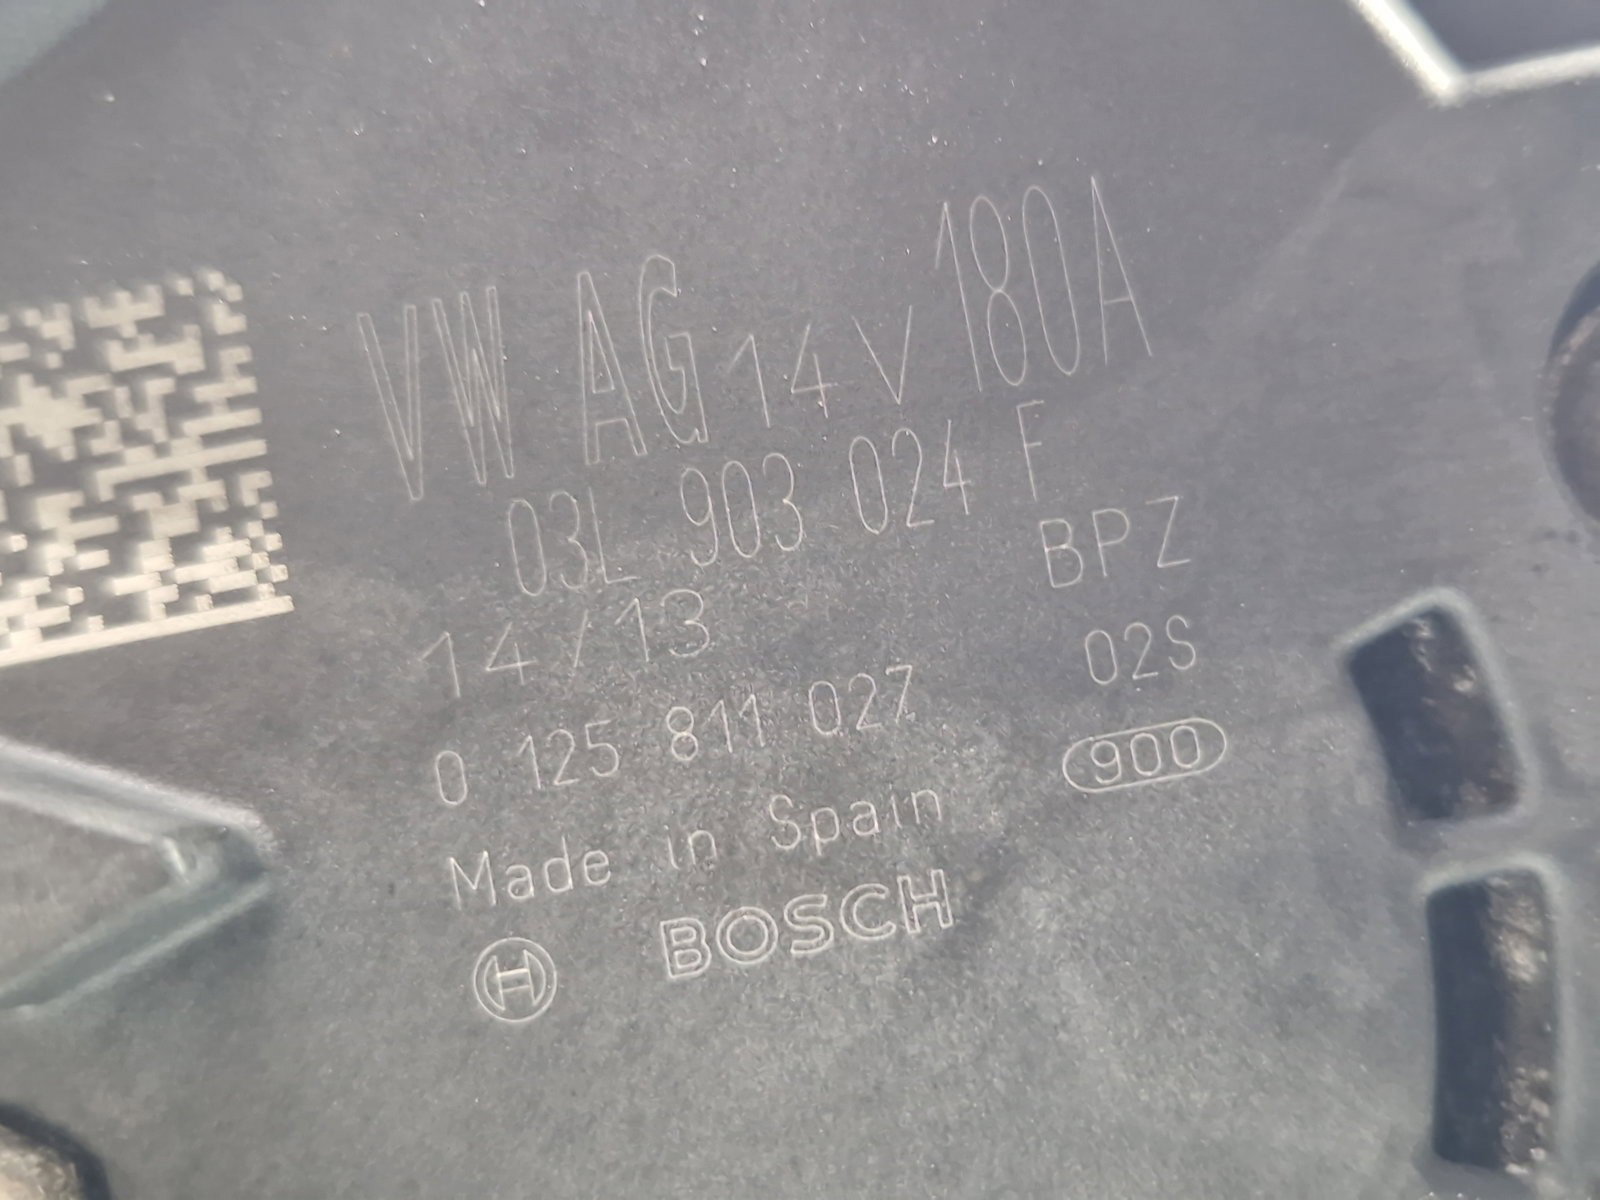 VW AG 14V 180A
03L 903 024 F
14/13 BPZ
0 125 811 027 02S
Made in Spain 900
BOSCH